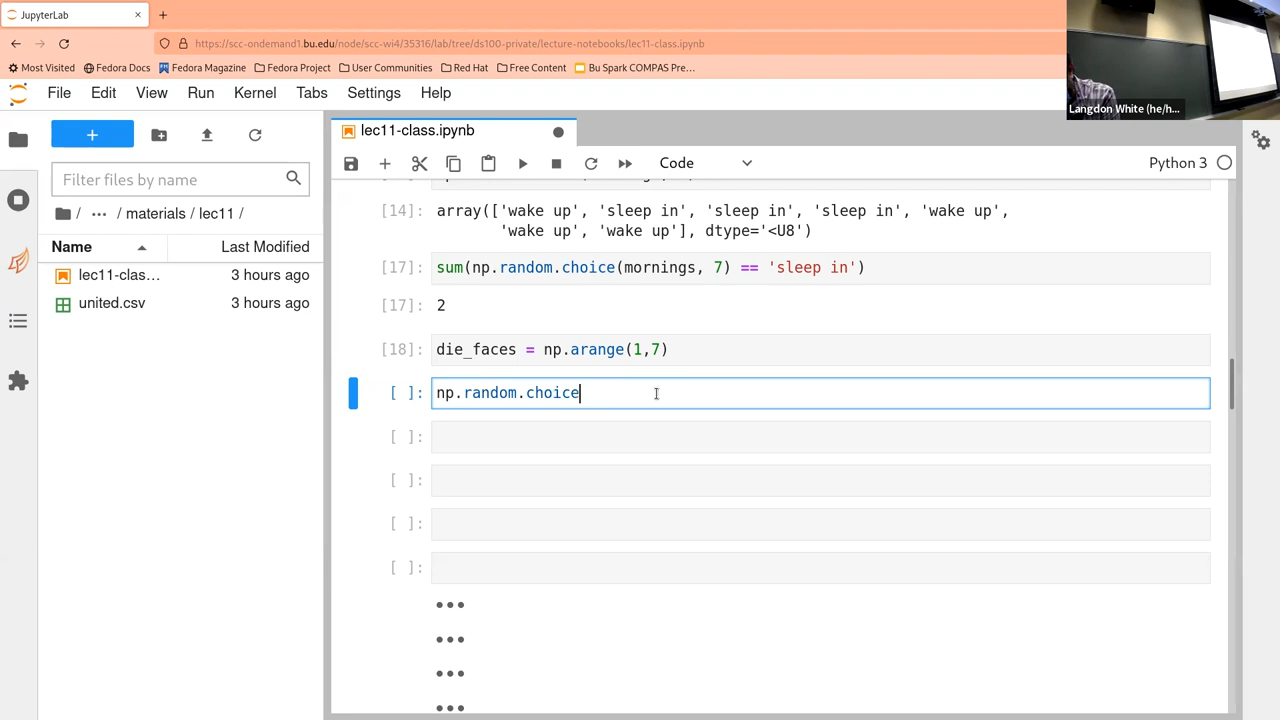 JupyterLab
https://scc-ondemand1.bu.edu/node/scc-wi4/35316/lab/tree/ds100-private/lecture-notebooks/lec11-class.ipynb
Most Visited Fedora Docs Fedora Magazine Fedora Project User Communities Red Hat Free Content Bu Spark COMPAS Pre…
Langdon White (he/h...
File Edit View Run Kernel Tabs Settings Help
lec11-class.ipynb
Code
Python 3
Filter files by name
/ ··· / materials / lec11 /
Name Last Modified
lec11-clas… 3 hours ago
united.csv 3 hours ago
[14]: array(['wake up', 'sleep in', 'sleep in', 'sleep in', 'wake up',
'wake up', 'wake up'], dtype='<U8')
[17]: sum(np.random.choice(mornings, 7) == 'sleep in')
[17]: 2
[18]: die_faces = np.arange(1,7)
[ ]: np.random.choice
[ ]:
[ ]:
[ ]:
[ ]: